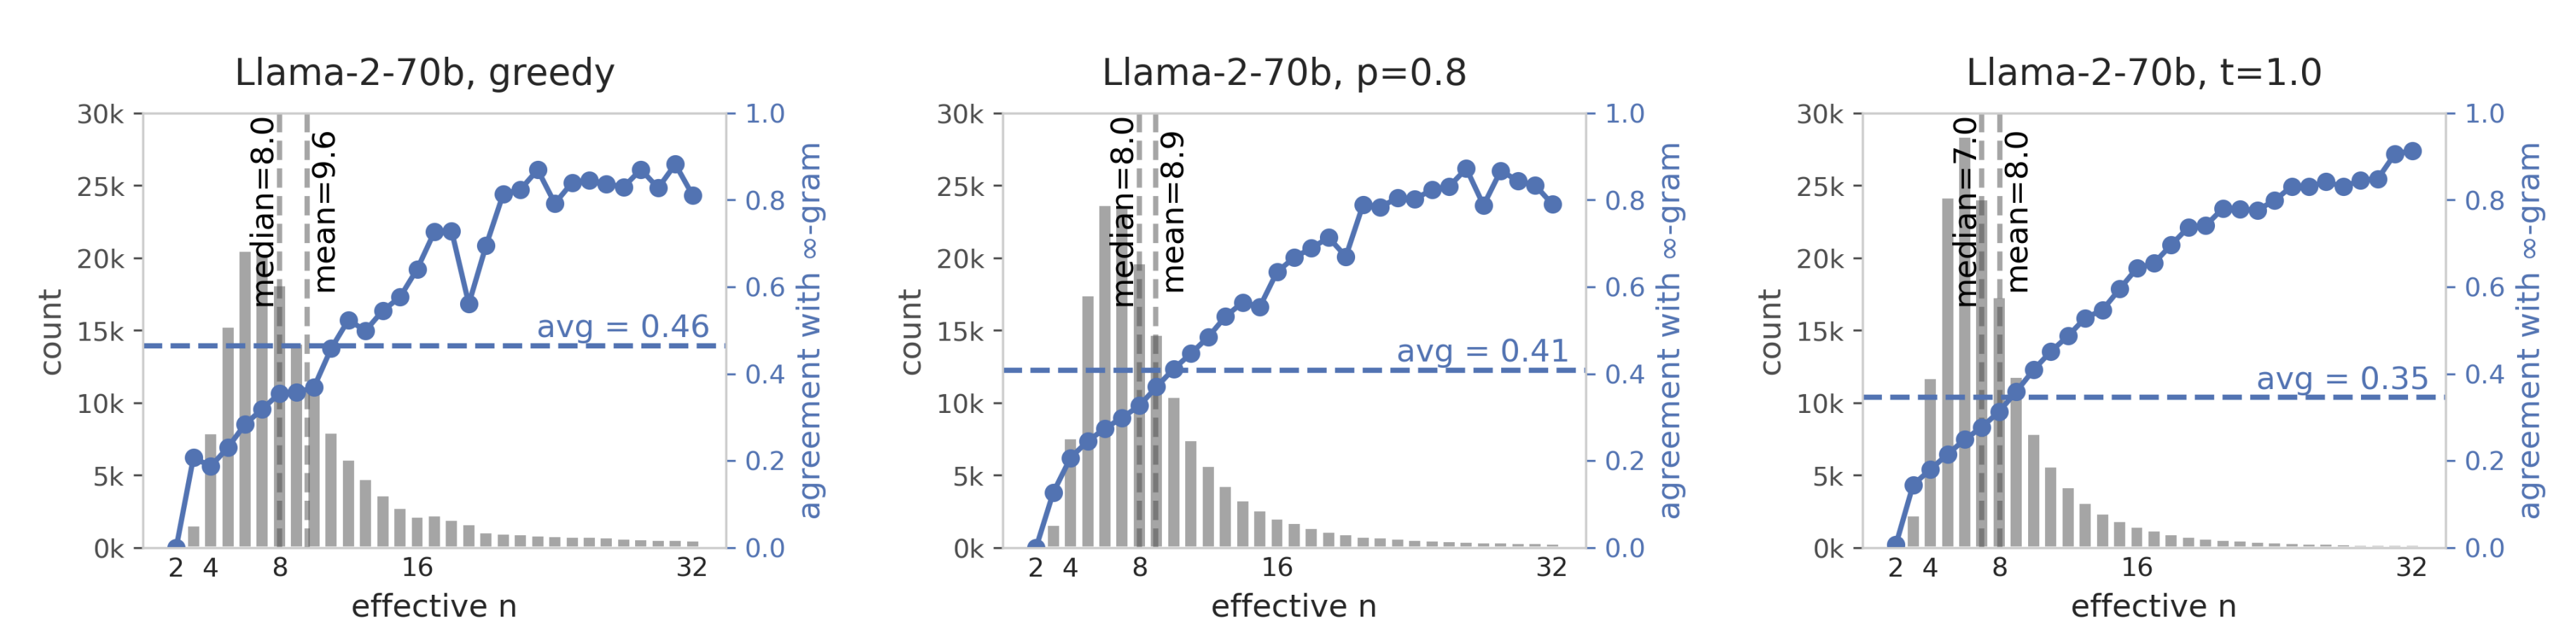 Llama-2-70b, greedy
30k
25k
20k
15k
10k
5k
0k
count
median=8.0
mean=9.6
avg = 0.46
1.0
0.8
0.6
0.4
0.2
0.0
agreement with ∞-gram
2 4 8 16 32
effective n
Llama-2-70b, p=0.8
30k
25k
20k
15k
10k
5k
0k
count
median=8.0
mean=8.9
avg = 0.41
1.0
0.8
0.6
0.4
0.2
0.0
agreement with ∞-gram
2 4 8 16 32
effective n
Llama-2-70b, t=1.0
30k
25k
20k
15k
10k
5k
0k
count
median=7.0
mean=8.0
avg = 0.35
1.0
0.8
0.6
0.4
0.2
0.0
agreement with ∞-gram
2 4 8 16 32
effective n